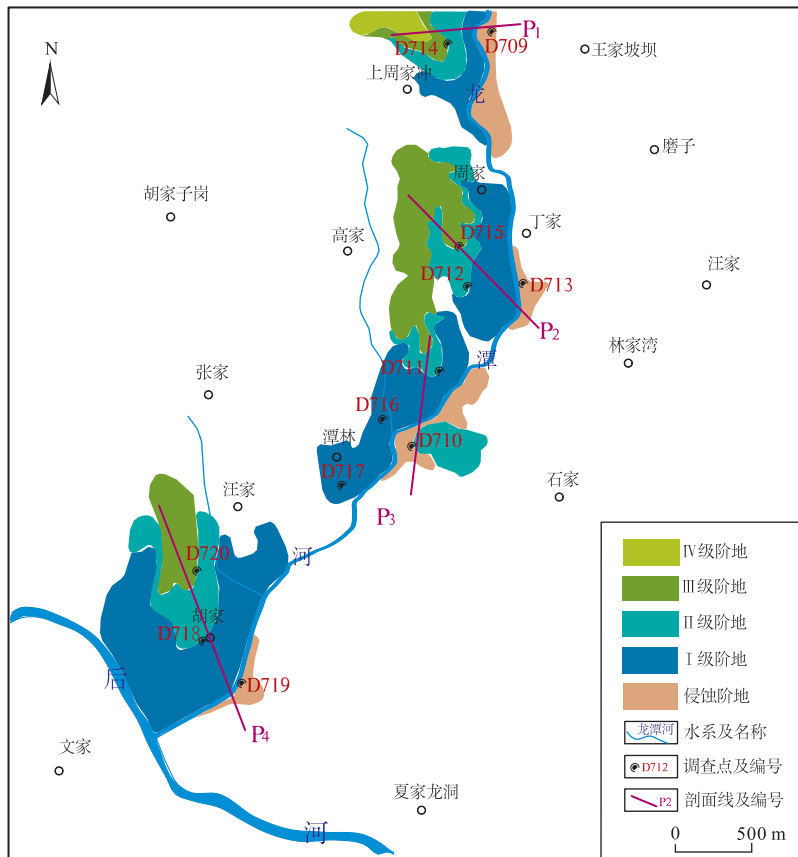 N
P1
D714
D709
王家坡坝
上周家冲
龙
磨子
周家
胡家子岗
丁家
高家
D715
D712
D713
汪家
P2
林家湾
潭
D711
张家
D716
潭林
D710
D717
石家
汪家
P3
河
D720
胡家
D718
后
D719
P4
文家
夏家龙洞
河
Ⅳ级阶地
Ⅲ级阶地
Ⅱ级阶地
Ⅰ级阶地
侵蚀阶地
龙潭河 水系及名称
D712 调查点及编号
P2 剖面线及编号
0 500 m